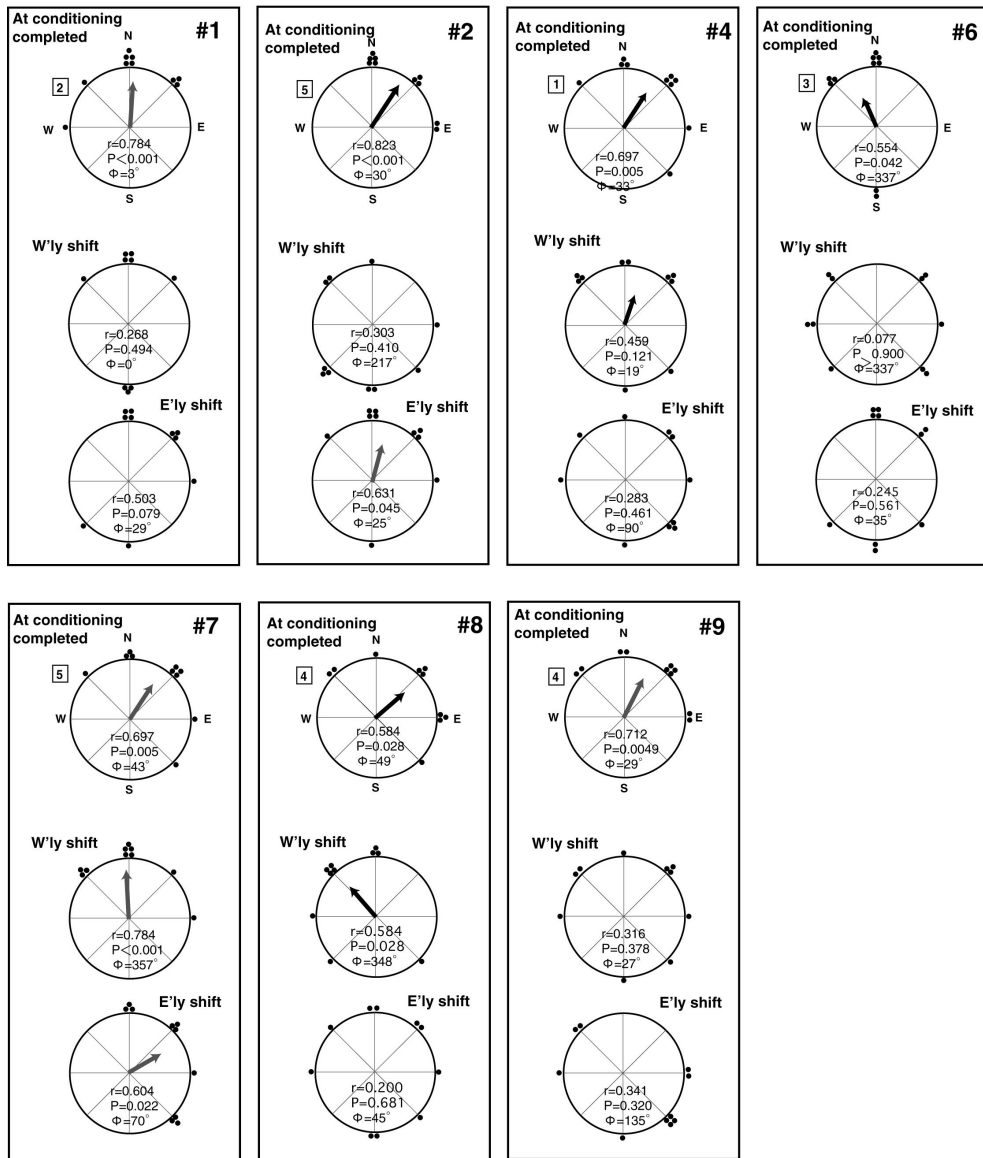 At conditioning
completed
#1
N
2
W
E
r=0.784
P<0.001
Φ=3°
S
W'ly shift
r=0.268
P=0.494
Φ=0°
E'ly shift
r=0.503
P=0.079
Φ=29°
At conditioning
completed
#2
N
5
W
E
r=0.823
P<0.001
Φ=30°
S
W'ly shift
r=0.303
P=0.410
Φ=217°
E'ly shift
r=0.631
P=0.045
Φ=25°
At conditioning
completed
#4
N
1
W
E
r=0.697
P=0.005
Φ=33°
S
W'ly shift
r=0.459
P=0.121
Φ=19°
E'ly shift
r=0.283
P=0.461
Φ=90°
At conditioning
completed
#6
N
3
W
E
r=0.554
P=0.042
Φ=337°
S
W'ly shift
r=0.077
P>0.900
Φ=337°
E'ly shift
r=0.245
P=0.561
Φ=35°
At conditioning
completed
#7
N
5
W
E
r=0.697
P=0.005
Φ=43°
S
W'ly shift
r=0.784
P<0.001
Φ=357°
E'ly shift
r=0.604
P=0.022
Φ=70°
At conditioning
completed
#8
N
4
W
E
r=0.584
P=0.028
Φ=49°
S
W'ly shift
r=0.584
P=0.028
Φ=348°
E'ly shift
r=0.200
P=0.681
Φ=45°
At conditioning
completed
#9
N
4
W
E
r=0.712
P=0.0049
Φ=29°
S
W'ly shift
r=0.316
P=0.378
Φ=27°
E'ly shift
r=0.341
P=0.320
Φ=135°